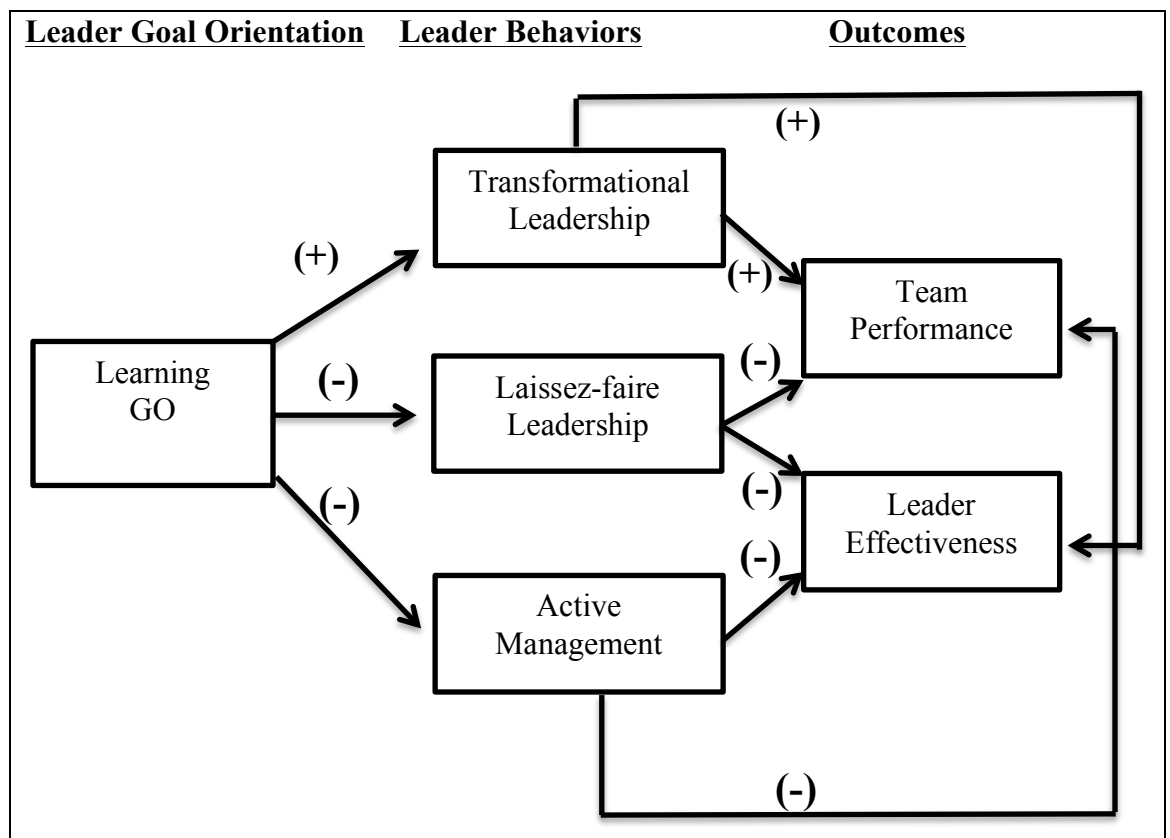 Leader Goal Orientation
Leader Behaviors
Outcomes
(+)
Transformational
Leadership
(+)
(+)
Team
Performance
Learning
GO
(-)
Laissez-faire
Leadership
(-)
(-)
(-)
Leader
Effectiveness
(-)
Active
Management
(-)